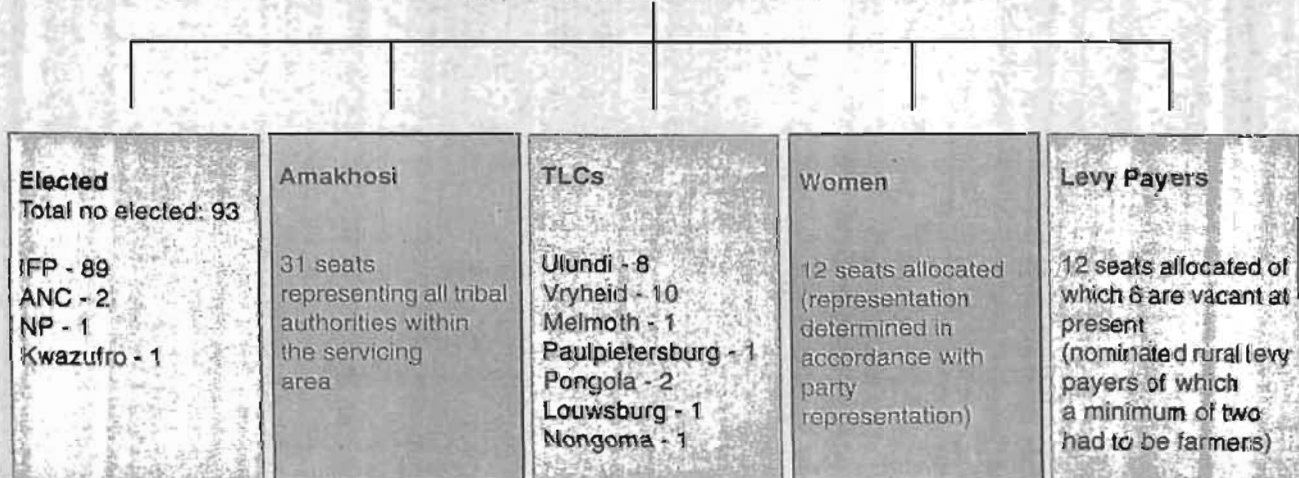 Elected
Total no elected: 93
IFP - 89
ANC - 2
NP - 1
Kwazufro - 1
Amakhosi
31 seats
representing all tribal
authorities within
the servicing
area
TLCs
Ulundi - 8
Vryheid - 10
Melmoth - 1
Paulpietersburg - 1
Pongola - 2
Louwsburg - 1
Nongoma - 1
Women
12 seats allocated
(representation
determined in
accordance with
party
representation)
Levy Payers
12 seats allocated of
which 6 are vacant at
present
(nominated rural levy
payers of which
a minimum of two
had to be farmers)